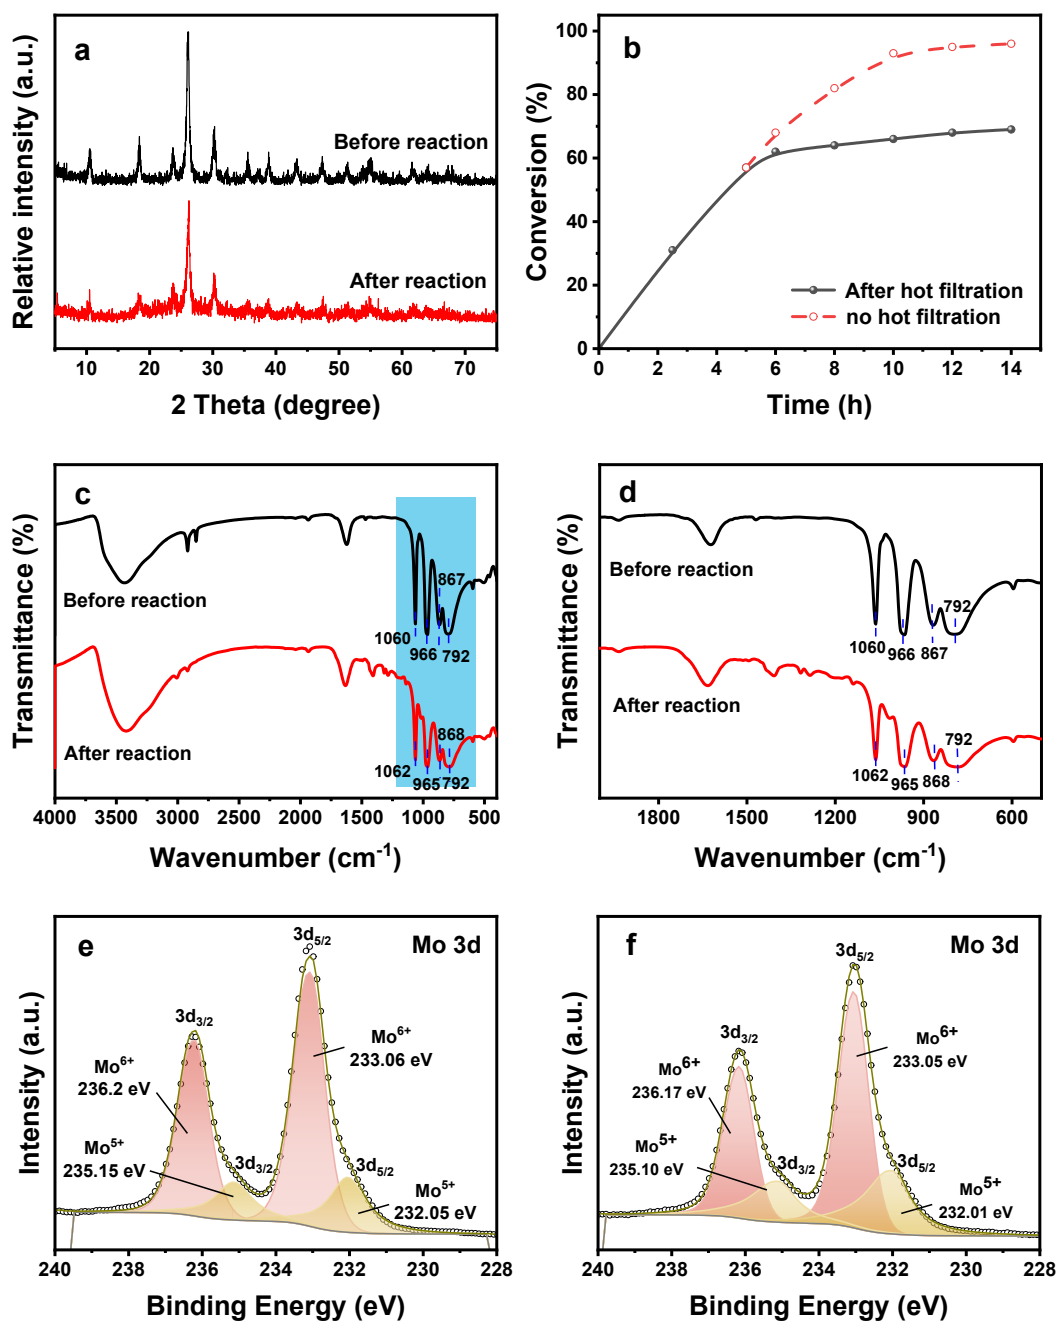 a
Relative intensity (a.u.)
Before reaction
After reaction
10 20 30 40 50 60 70
2 Theta (degree)
b
Conversion (%)
100
80
60
40
20
0
After hot filtration
no hot filtration
0 2 4 6 8 10 12 14
Time (h)
c
Transmittance (%)
Before reaction
867
1060
966 792
After reaction
868
1062
965 792
4000 3500 3000 2500 2000 1500 1000 500
Wavenumber (cm⁻¹)
d
Transmittance (%)
Before reaction
792
1060 966 867
After reaction
792
1062 965 868
1800 1500 1200 900 600
Wavenumber (cm⁻¹)
e
Mo 3d
Intensity (a.u.)
3d5/2
3d3/2
Mo⁶⁺
236.2 eV
Mo⁶⁺
233.06 eV
Mo⁵⁺
235.15 eV
3d3/2
3d5/2
Mo⁵⁺
232.05 eV
240 238 236 234 232 230 228
Binding Energy (eV)
f
Mo 3d
Intensity (a.u.)
3d5/2
3d3/2
Mo⁶⁺
236.17 eV
Mo⁶⁺
233.05 eV
Mo⁵⁺
235.10 eV
3d3/2
3d5/2
Mo⁵⁺
232.01 eV
240 238 236 234 232 230 228
Binding Energy (eV)